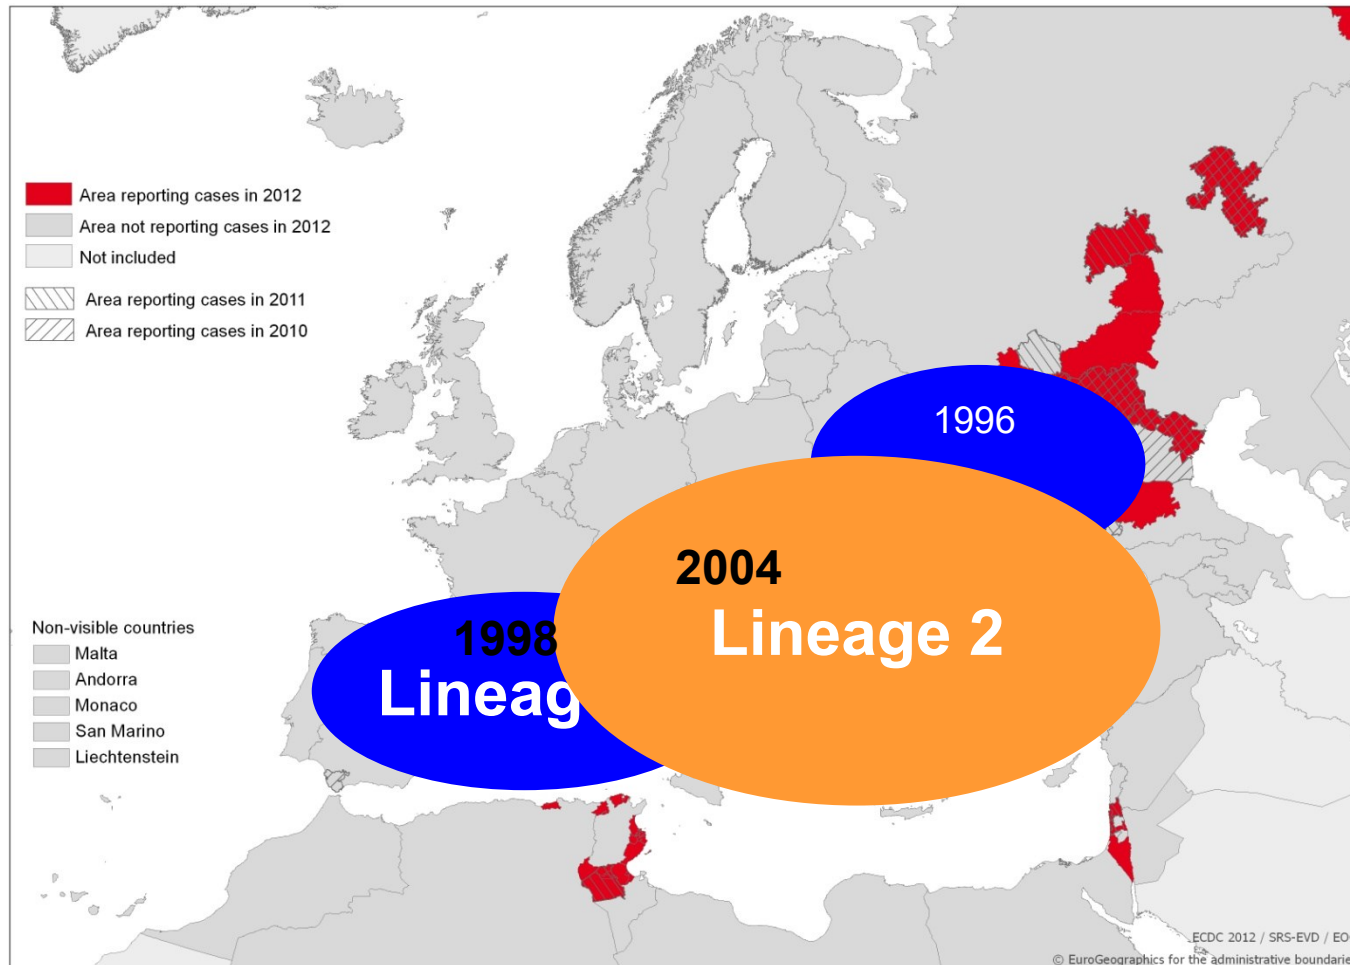 Area reporting cases in 2012
Area not reporting cases in 2012
Not included
Area reporting cases in 2011
Area reporting cases in 2010
1996
2004
Lineage 2
1998
Lineag
Non-visible countries
Malta
Andorra
Monaco
San Marino
Liechtenstein
ECDC 2012 / SRS-EVD / EO
© EuroGeographics for the administrative boundarie